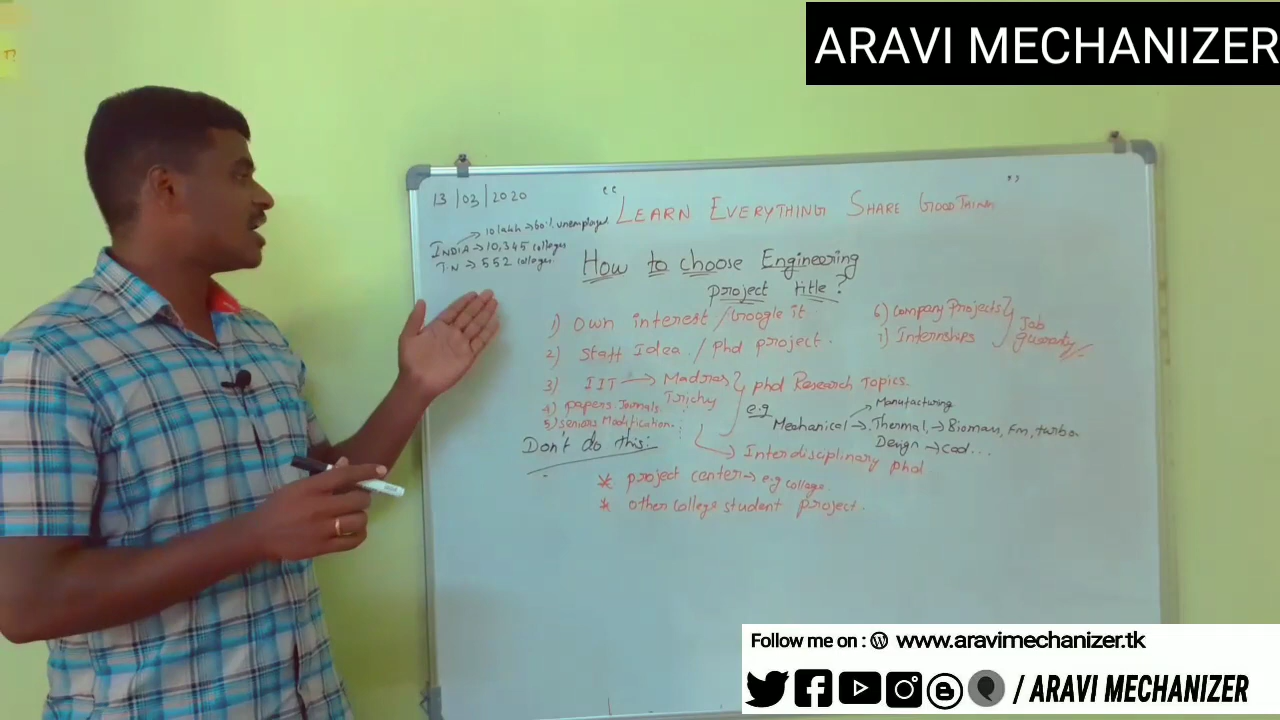 ARAVI MECHANIZER
13/03/2020
“ LEARN EVERYTHING SHARE GOOD THING ”
10 lakh → 60% unemployed
INDIA → 10,345 colleges
T.N → 552 colleges
How to choose Engineering
project title?
1) Own interest / Google it
2) Staff Idea / phd project.
3) IIT → Madras
Trichy
phd Research Topics.
4) papers Journals
5) Seniors Modification.
6) Company Projects
7) Internships
Job
Guaranty
e.g
Mechanical → Thermal, → Biomass, Em, turbo
Manufacturing
Design → Cad...
→ Interdisciplinary phd
Don't do this:
* project center → e.g college.
* other college student project.
Follow me on : www.aravimechanizer.tk
/ ARAVI MECHANIZER